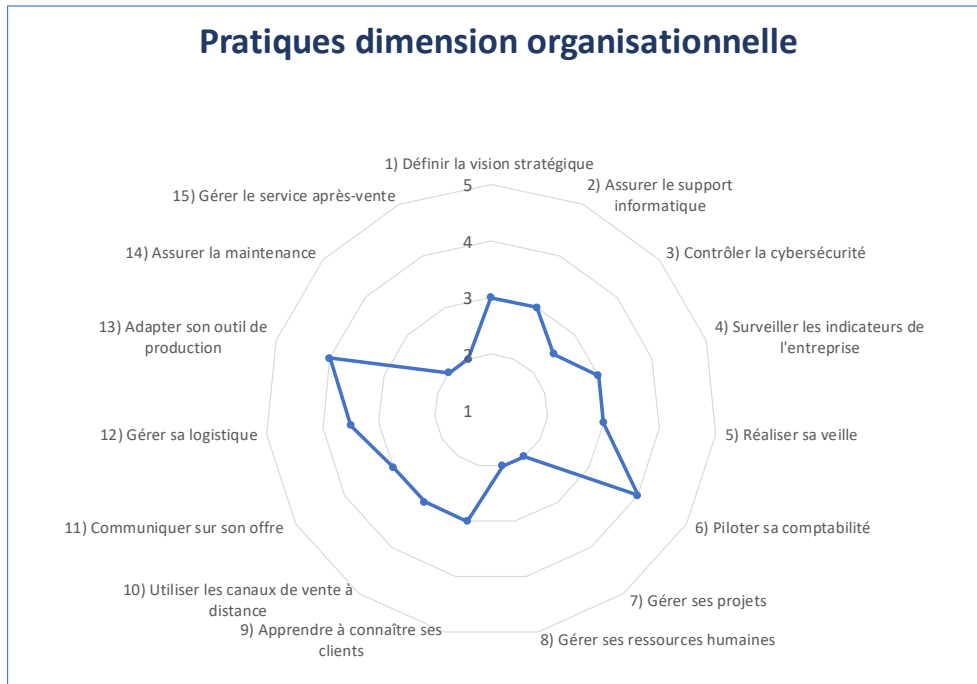 Pratiques dimension organisationnelle
1) Définir la vision stratégique
2) Assurer le support
informatique
3) Contrôler la cybersécurité
4) Surveiller les indicateurs de
l'entreprise
5) Réaliser sa veille
6) Piloter sa comptabilité
7) Gérer ses projets
8) Gérer ses ressources humaines
9) Apprendre à connaître ses
clients
10) Utiliser les canaux de vente à
distance
11) Communiquer sur son offre
12) Gérer sa logistique
13) Adapter son outil de
production
14) Assurer la maintenance
15) Gérer le service après-vente
5
4
3
2
1